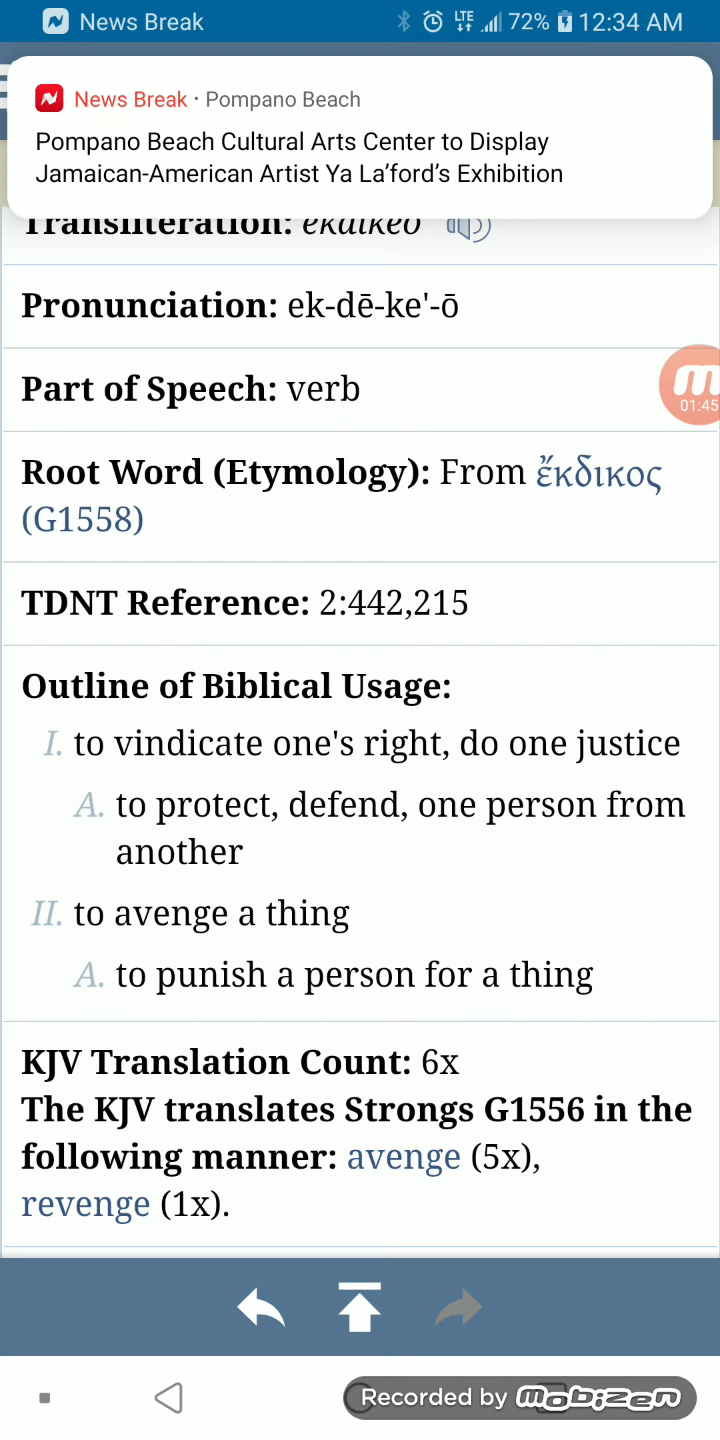 News Break
LTE 72% 12:34 AM
News Break · Pompano Beach
Pompano Beach Cultural Arts Center to Display
Jamaican-American Artist Ya La’ford’s Exhibition
Transliteration: ekdikeō
Pronunciation: ek-dē-ke'-ō
Part of Speech: verb
01:45
Root Word (Etymology): From ἔκδικος
(G1558)
TDNT Reference: 2:442,215
Outline of Biblical Usage:
I. to vindicate one's right, do one justice
A. to protect, defend, one person from
another
II. to avenge a thing
A. to punish a person for a thing
KJV Translation Count: 6x
The KJV translates Strongs G1556 in the
following manner: avenge (5x),
revenge (1x).
Recorded by mobizen